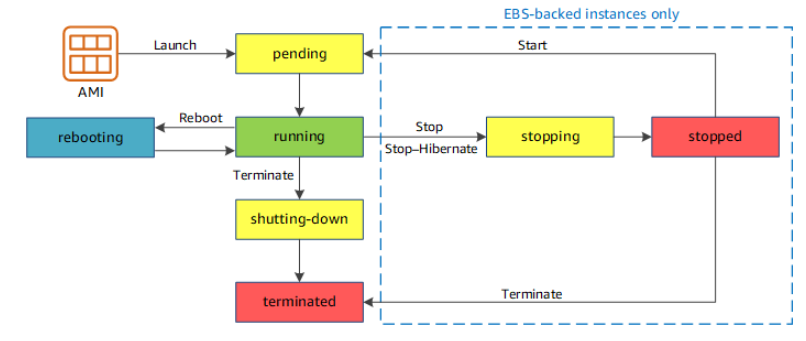 EBS-backed instances only
Launch
pending
Start
AMI
rebooting
Reboot
running
Stop
Stop–Hibernate
stopping
stopped
Terminate
shutting-down
terminated
Terminate